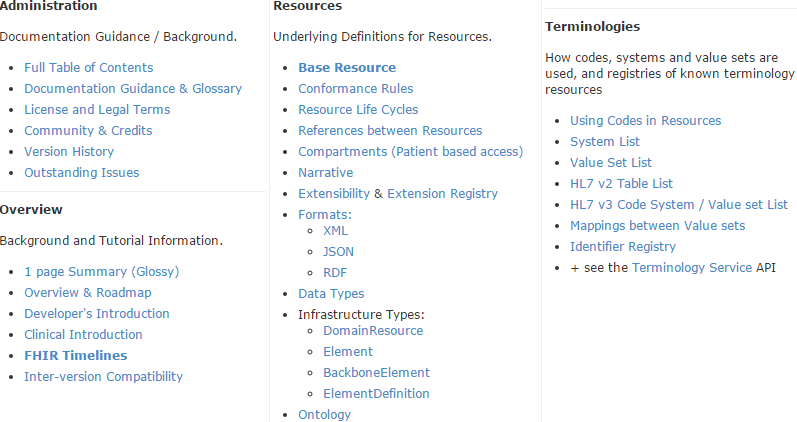 Administration
Documentation Guidance / Background.
Full Table of Contents
Documentation Guidance & Glossary
License and Legal Terms
Community & Credits
Version History
Outstanding Issues
Overview
Background and Tutorial Information.
1 page Summary (Glossy)
Overview & Roadmap
Developer's Introduction
Clinical Introduction
FHIR Timelines
Inter-version Compatibility
Resources
Underlying Definitions for Resources.
Base Resource
Conformance Rules
Resource Life Cycles
References between Resources
Compartments (Patient based access)
Narrative
Extensibility & Extension Registry
Formats:
XML
JSON
RDF
Data Types
Infrastructure Types:
DomainResource
Element
BackboneElement
ElementDefinition
Ontology
Terminologies
How codes, systems and value sets are
used, and registries of known terminology
resources
Using Codes in Resources
System List
Value Set List
HL7 v2 Table List
HL7 v3 Code System / Value set List
Mappings between Value sets
Identifier Registry
+ see the Terminology Service API